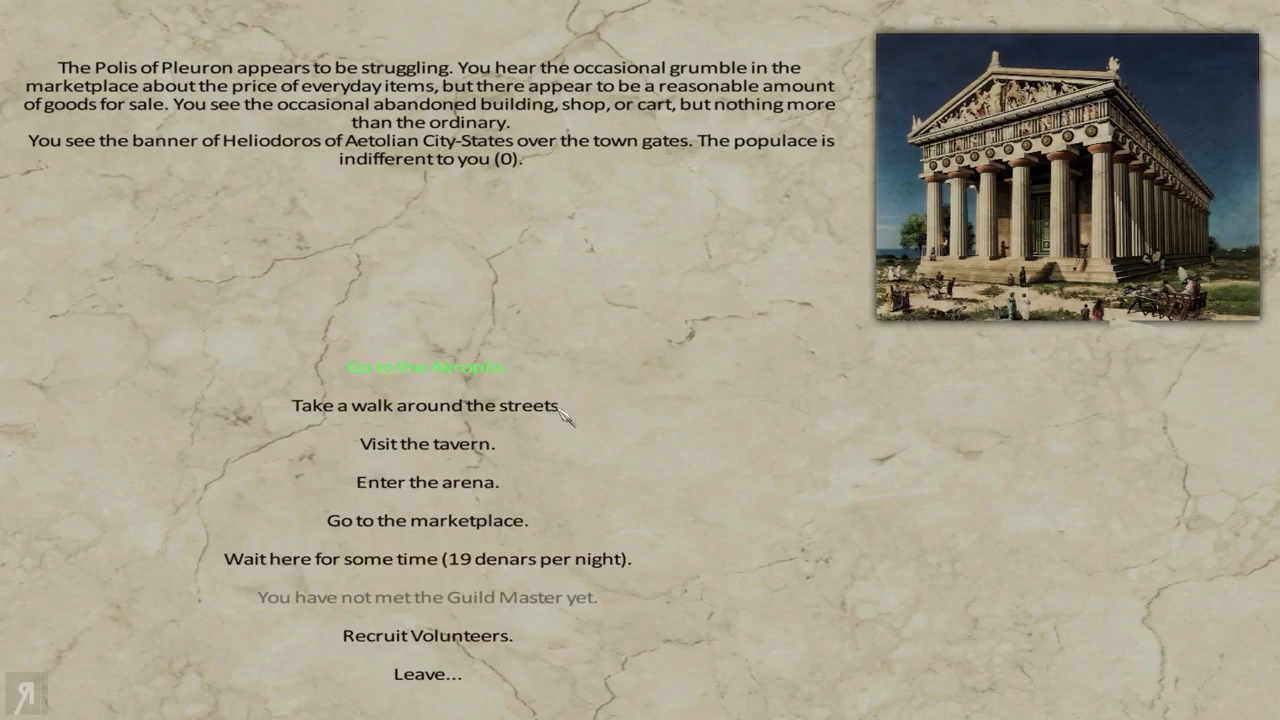 The Polis of Pleuron appears to be struggling. You hear the occasional grumble in the
marketplace about the price of everyday items, but there appear to be a reasonable amount
of goods for sale. You see the occasional abandoned building, shop, or cart, but nothing more
than the ordinary.
You see the banner of Heliodoros of Aetolian City-States over the town gates. The populace is
indifferent to you (0).
Go to the Akroplis.
Take a walk around the streets
Visit the tavern.
Enter the arena.
Go to the marketplace.
Wait here for some time (19 denars per night).
You have not met the Guild Master yet.
Recruit Volunteers.
Leave...